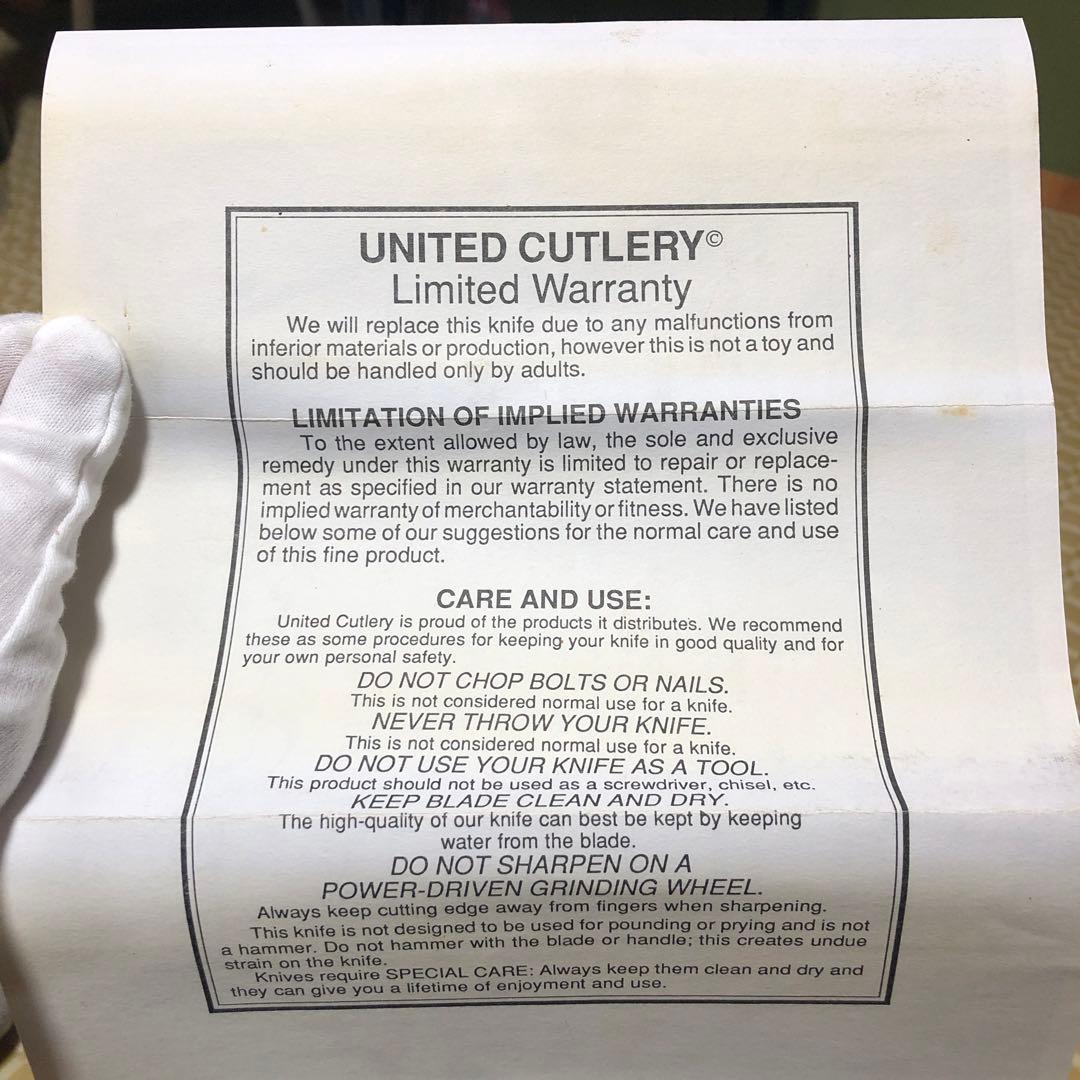 UNITED CUTLERY©
Limited Warranty
We will replace this knife due to any malfunctions from
inferior materials or production, however this is not a toy and
should be handled only by adults.
LIMITATION OF IMPLIED WARRANTIES
To the extent allowed by law, the sole and exclusive
remedy under this warranty is limited to repair or replace-
ment as specified in our warranty statement. There is no
implied warranty of merchantability or fitness. We have listed
below some of our suggestions for the normal care and use
of this fine product.
CARE AND USE:
United Cutlery is proud of the products it distributes. We recommend
these as some procedures for keeping your knife in good quality and for
your own personal safety.
DO NOT CHOP BOLTS OR NAILS.
This is not considered normal use for a knife.
NEVER THROW YOUR KNIFE.
This is not considered normal use for a knife.
DO NOT USE YOUR KNIFE AS A TOOL.
This product should not be used as a screwdriver, chisel, etc.
KEEP BLADE CLEAN AND DRY.
The high-quality of our knife can best be kept by keeping
water from the blade.
DO NOT SHARPEN ON A
POWER-DRIVEN GRINDING WHEEL.
Always keep cutting edge away from fingers when sharpening.
This knife is not designed to be used for pounding or prying and is not
a hammer. Do not hammer with the blade or handle; this creates undue
strain on the knife.
Knives require SPECIAL CARE: Always keep them clean and dry and
they can give you a lifetime of enjoyment and use.